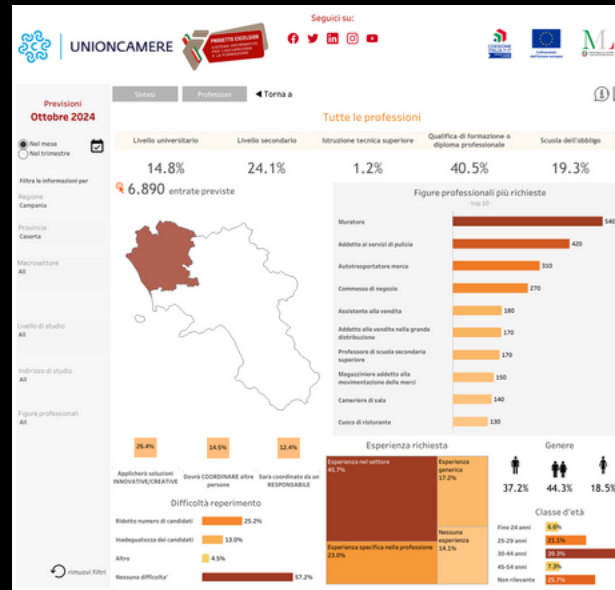 Seguici su:
UNIONCAMERE
PROGETTO EXCELSIOR
SISTEMA INFORMATIVO
PER L'OCCUPAZIONE
E LA FORMAZIONE
Previsioni
Ottobre 2024
Nel mese
Nel trimestre
Filtra le informazioni per
Regione
Campania
Provincia
Caserta
Macrosettore
All
Livello di studio
All
Indirizzo di studio
All
Figure professionali
All
rimuovi filtri
Sintesi
Professioni
Torna a
Tutte le professioni
Livello universitario
Livello secondario
Istruzione tecnica superiore
Qualifica di formazione o
diploma professionale
Scuola dell'obbligo
14.8%
24.1%
1.2%
40.5%
19.3%
6.890 entrate previste
Figure professionali più richieste
- top 10 -
Muratore 540
Addetto ai servizi di pulizia 420
Autotrasportatore merce 310
Commesso di negozio 270
Assistente alla vendita 180
Addetto alle vendite nella grande
distribuzione 170
Professore di scuola secondaria
superiore 170
Magazziniere addetto alla
movimentazione delle merci 150
Cameriere di sala 140
Cuoco di ristorante 130
26.4%
14.5%
12.4%
Applicherà soluzioni
INNOVATIVE/CREATIVE
Dovrà COORDINARE altre
persone
Sarà coordinato da un
RESPONSABILE
Difficoltà reperimento
Ridotto numero di candidati 25.2%
Inadeguatezza dei candidati 13.0%
Altro 4.5%
Nessuna difficolta' 57.2%
Esperienza richiesta
Esperienza nel settore
45.7%
Esperienza
generica
17.2%
Esperienza specifica nella professione
23.0%
Nessuna
esperienza
14.1%
Genere
37.2%
44.3%
18.5%
Classe d'età
Fino 24 anni 6.6%
25-29 anni 21.1%
30-44 anni 39.3%
45-54 anni 7.3%
Non rilevante 25.7%